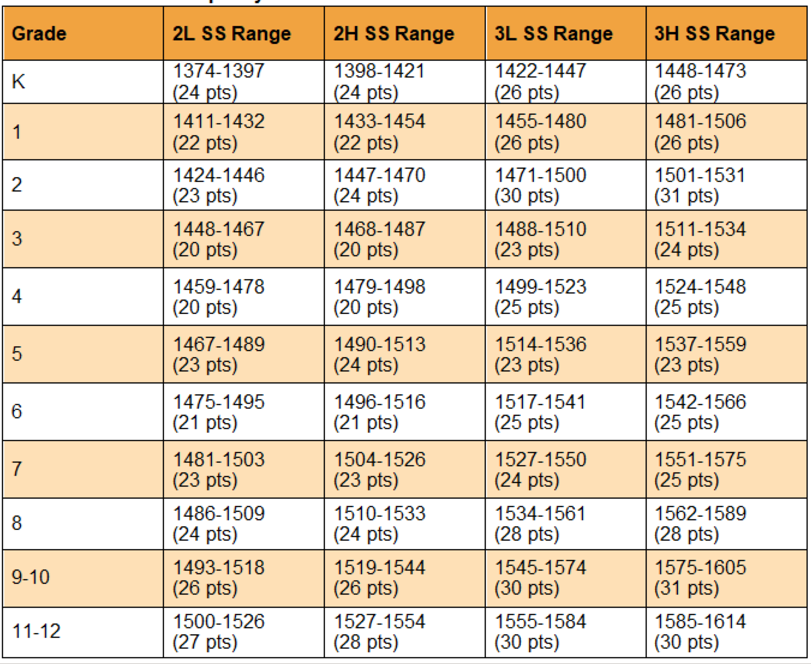 Grade 2L SS Range 2H SS Range 3L SS Range 3H SS Range
K 1374-1397 (24 pts) 1398-1421 (24 pts) 1422-1447 (26 pts) 1448-1473 (26 pts)
1 1411-1432 (22 pts) 1433-1454 (22 pts) 1455-1480 (26 pts) 1481-1506 (26 pts)
2 1424-1446 (23 pts) 1447-1470 (24 pts) 1471-1500 (30 pts) 1501-1531 (31 pts)
3 1448-1467 (20 pts) 1468-1487 (20 pts) 1488-1510 (23 pts) 1511-1534 (24 pts)
4 1459-1478 (20 pts) 1479-1498 (20 pts) 1499-1523 (25 pts) 1524-1548 (25 pts)
5 1467-1489 (23 pts) 1490-1513 (24 pts) 1514-1536 (23 pts) 1537-1559 (23 pts)
6 1475-1495 (21 pts) 1496-1516 (21 pts) 1517-1541 (25 pts) 1542-1566 (25 pts)
7 1481-1503 (23 pts) 1504-1526 (23 pts) 1527-1550 (24 pts) 1551-1575 (25 pts)
8 1486-1509 (24 pts) 1510-1533 (24 pts) 1534-1561 (28 pts) 1562-1589 (28 pts)
9-10 1493-1518 (26 pts) 1519-1544 (26 pts) 1545-1574 (30 pts) 1575-1605 (31 pts)
11-12 1500-1526 (27 pts) 1527-1554 (28 pts) 1555-1584 (30 pts) 1585-1614 (30 pts)